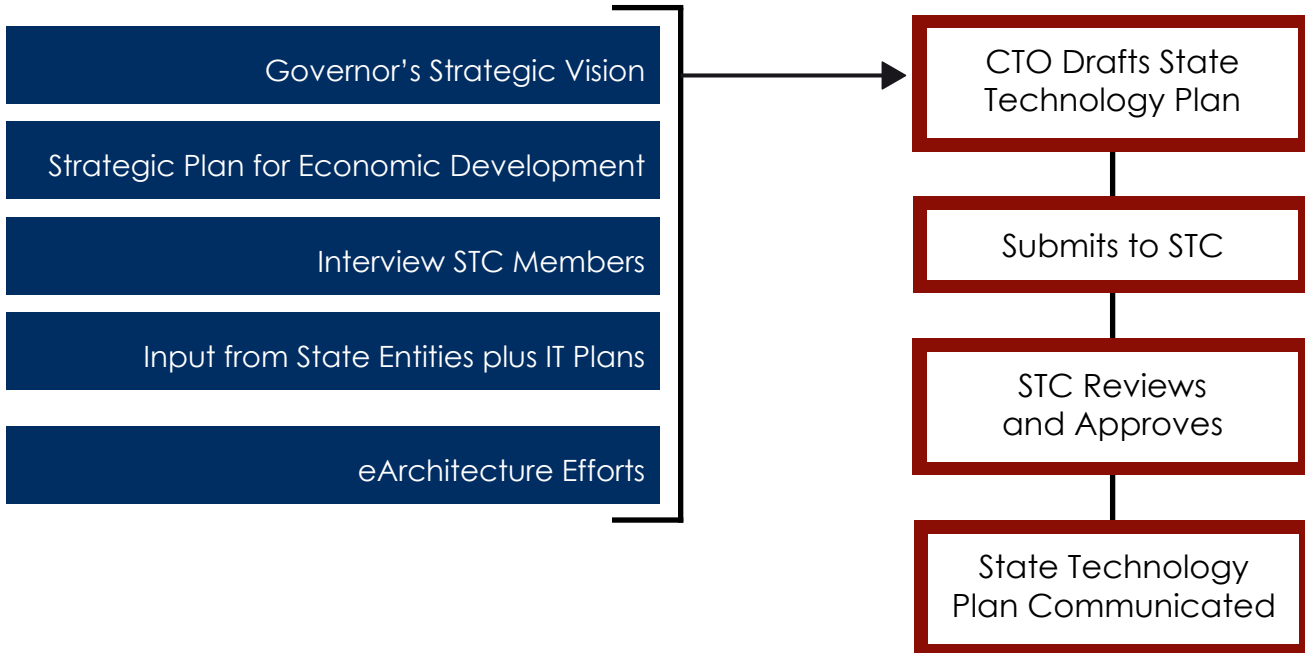 Governor’s Strategic Vision
Strategic Plan for Economic Development
Interview STC Members
Input from State Entities plus IT Plans
eArchitecture Efforts
CTO Drafts State
Technology Plan
Submits to STC
STC Reviews
and Approves
State Technology
Plan Communicated